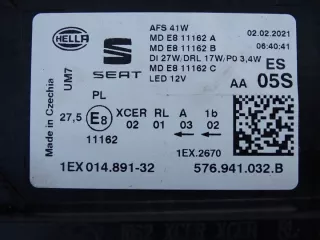 HELLA
SEAT
AFS 41W
MD E8 11162 A
MD E8 11162 B
DI 27W/DRL 17W/P0 3,4W
MD E8 11162 C
LED 12V
02.02.2021
06:40:41
ES
AA 05S
Made in Czechia
UM7
PL
27,5 E8 XCER RL A 1b
02 01 03 02
11162
1EX.2670
1EX 014.891-32 576.941.032.B